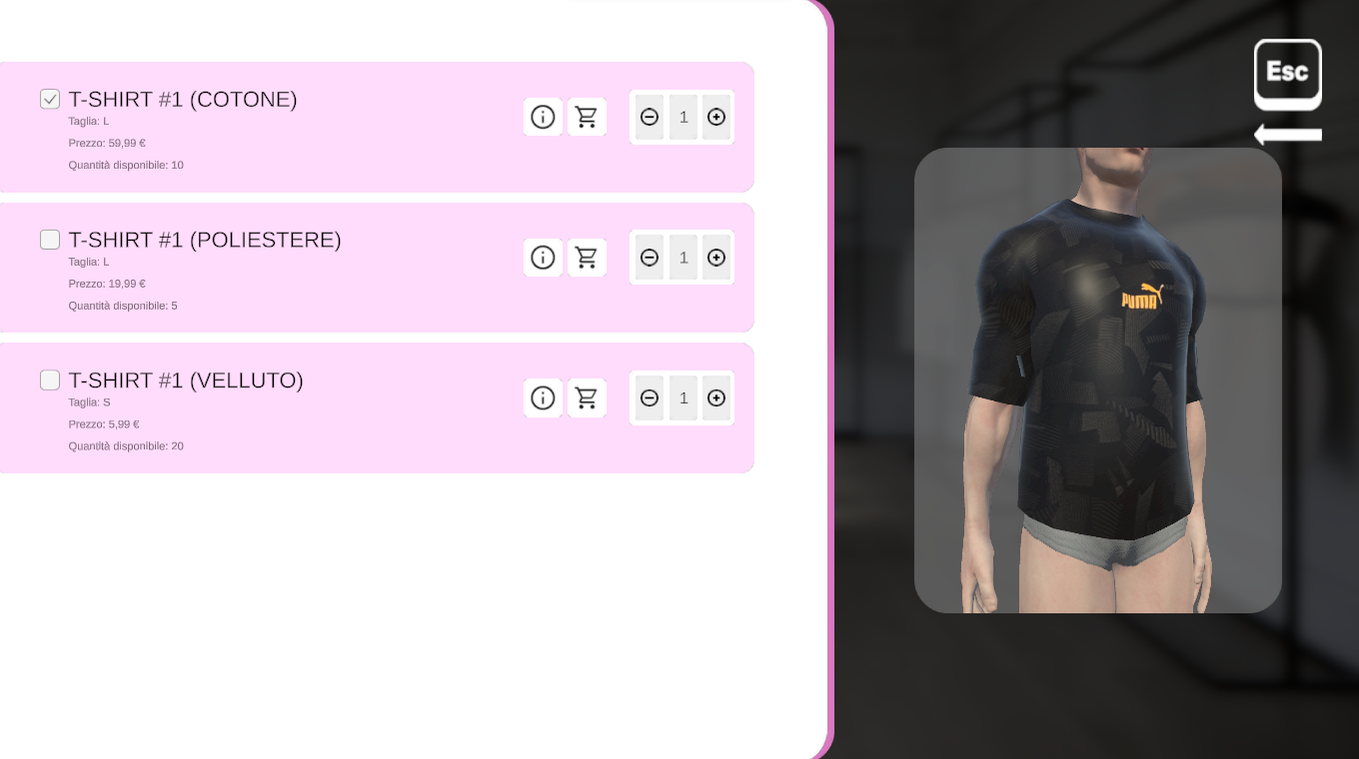 T-SHIRT #1 (COTONE)
Taglia: L
Prezzo: 59,99 €
Quantità disponibile: 10
1
T-SHIRT #1 (POLIESTERE)
Taglia: L
Prezzo: 19,99 €
Quantità disponibile: 5
1
T-SHIRT #1 (VELLUTO)
Taglia: S
Prezzo: 5,99 €
Quantità disponibile: 20
1
Esc
PUMA